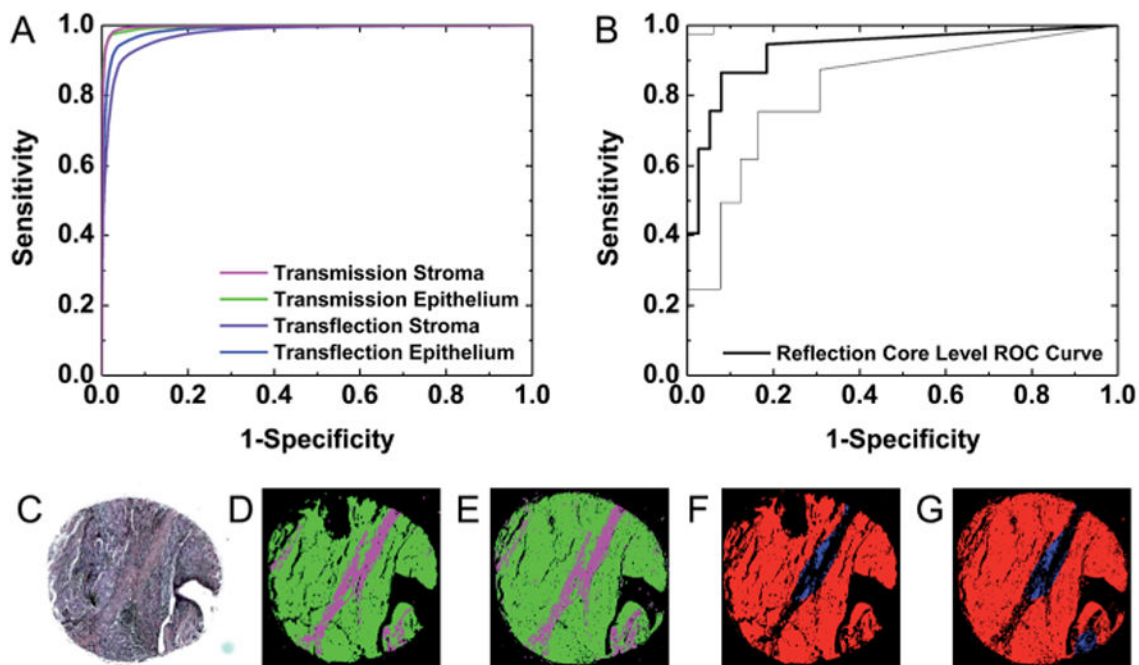 A
1.0
0.8
0.6
0.4
0.2
0.0
Sensitivity
Transmission Stroma
Transmission Epithelium
Transflection Stroma
Transflection Epithelium
0.0 0.2 0.4 0.6 0.8 1.0
1-Specificity
B
1.0
0.8
0.6
0.4
0.2
0.0
Sensitivity
Reflection Core Level ROC Curve
0.0 0.2 0.4 0.6 0.8 1.0
1-Specificity
C D E F G